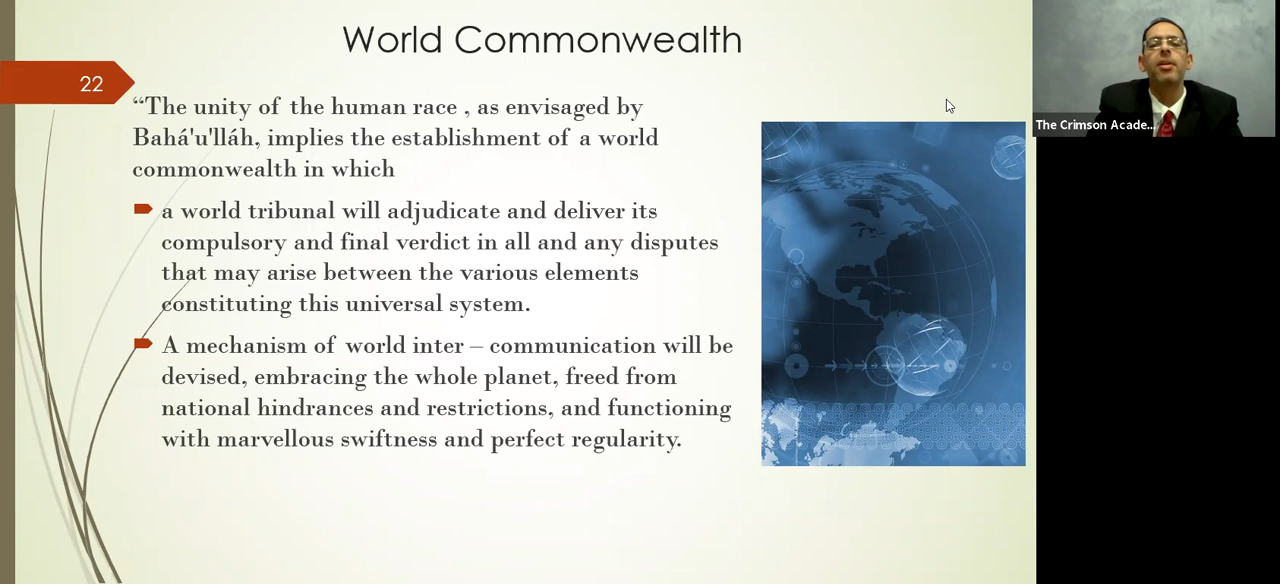 World Commonwealth
22
“The unity of the human race , as envisaged by
Bahá'u'lláh, implies the establishment of a world
commonwealth in which
a world tribunal will adjudicate and deliver its
compulsory and final verdict in all and any disputes
that may arise between the various elements
constituting this universal system.
A mechanism of world inter – communication will be
devised, embracing the whole planet, freed from
national hindrances and restrictions, and functioning
with marvellous swiftness and perfect regularity.
The Crimson Acade...